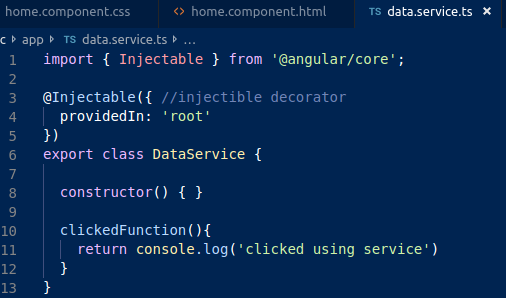 home.component.css <> home.component.html TS data.service.ts ×
c > app > TS data.service.ts > ...
1 import { Injectable } from '@angular/core';
2
3 @Injectable({ //injectible decorator
4 providedIn: 'root'
5 })
6 export class DataService {
7
8 constructor() { }
9
10 clickedFunction(){
11 return console.log('clicked using service')
12 }
13 }